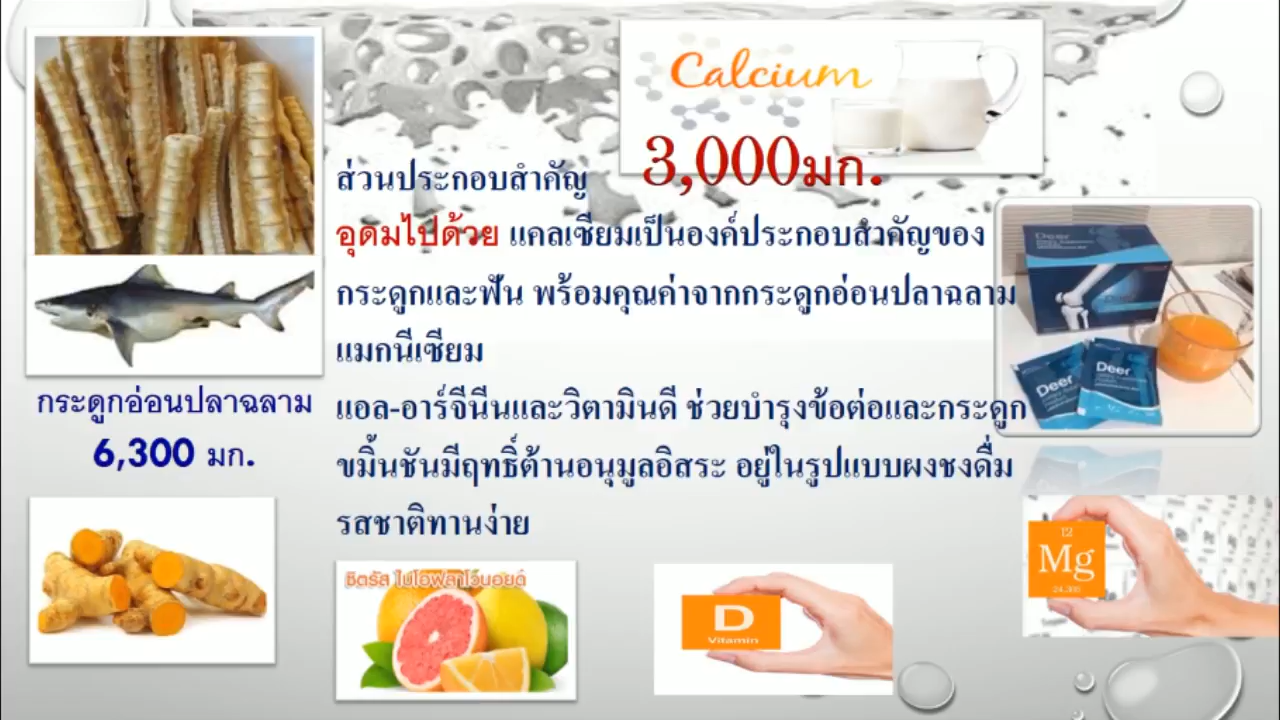 Calcium
3,000มก.
ส่วนประกอบสำคัญ
อุดมไปด้วย แคลเซียมเป็นองค์ประกอบสำคัญของ
กระดูกและฟัน พร้อมคุณค่าจากกระดูกอ่อนปลาฉลาม
แมกนีเซียม
แอล-อาร์จีนีนและวิตามินดี ช่วยบำรุงข้อต่อและกระดูก
ขมิ้นชันมีฤทธิ์ต้านอนุมูลอิสระ อยู่ในรูปแบบผงชงดื่ม
รสชาติทานง่าย
กระดูกอ่อนปลาฉลาม
6,300 มก.
Deer
Deer
Deer
ซิตรัส ไบโอฟลาโวนอยด์
D
Vitamin
12
Mg
24.305